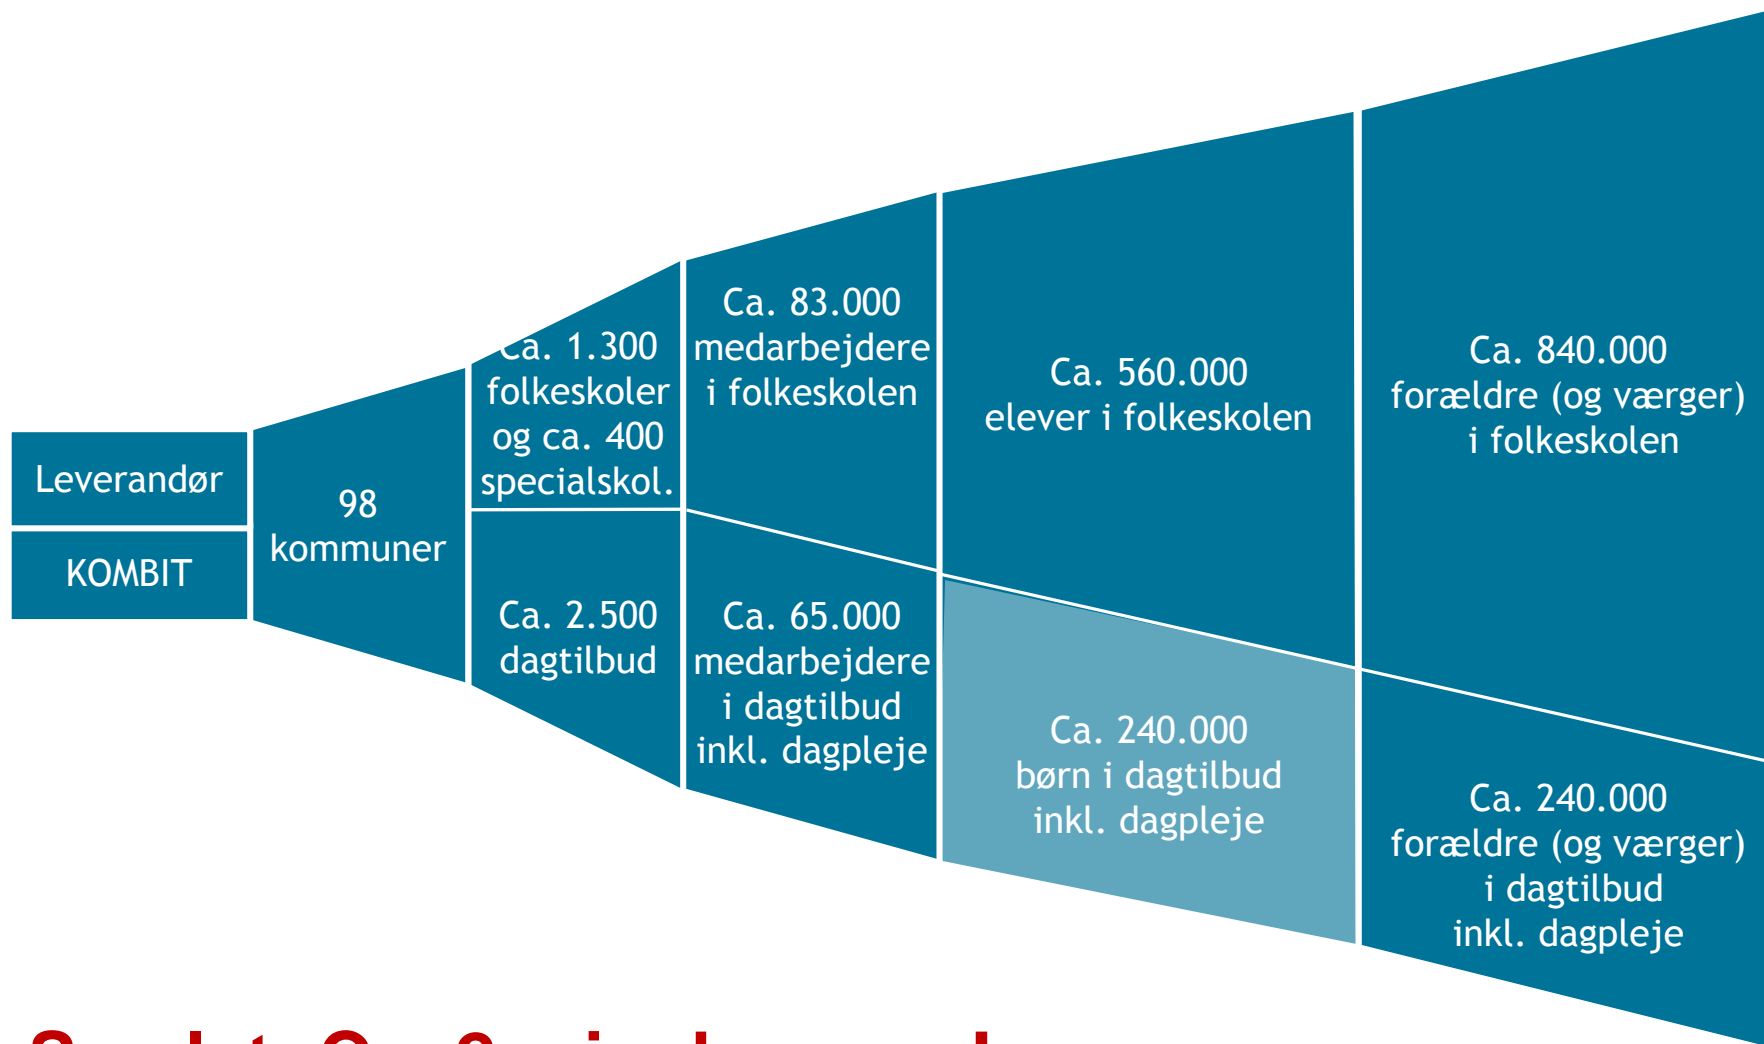 Leverandør
KOMBIT
98
kommuner
Ca. 1.300
folkeskoler
og ca. 400
specialskol.
Ca. 2.500
dagtilbud
Ca. 83.000
medarbejdere
i folkeskolen
Ca. 65.000
medarbejdere
i dagtilbud
inkl. dagpleje
Ca. 560.000
elever i folkeskolen
Ca. 240.000
børn i dagtilbud
inkl. dagpleje
Ca. 840.000
forældre (og værger)
i folkeskolen
Ca. 240.000
forældre (og værger)
i dagtilbud
inkl. dagpleje